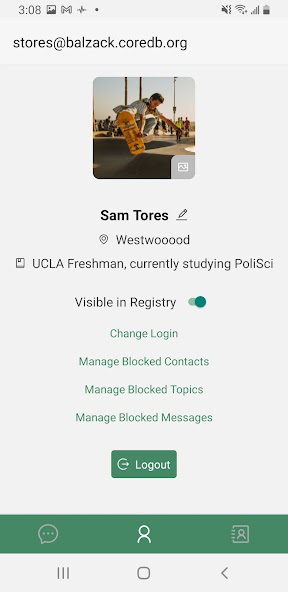 3:08
stores@balzack.coredb.org
Sam Tores
Westwooood
UCLA Freshman, currently studying PoliSci
Visible in Registry
Change Login
Manage Blocked Contacts
Manage Blocked Topics
Manage Blocked Messages
Logout